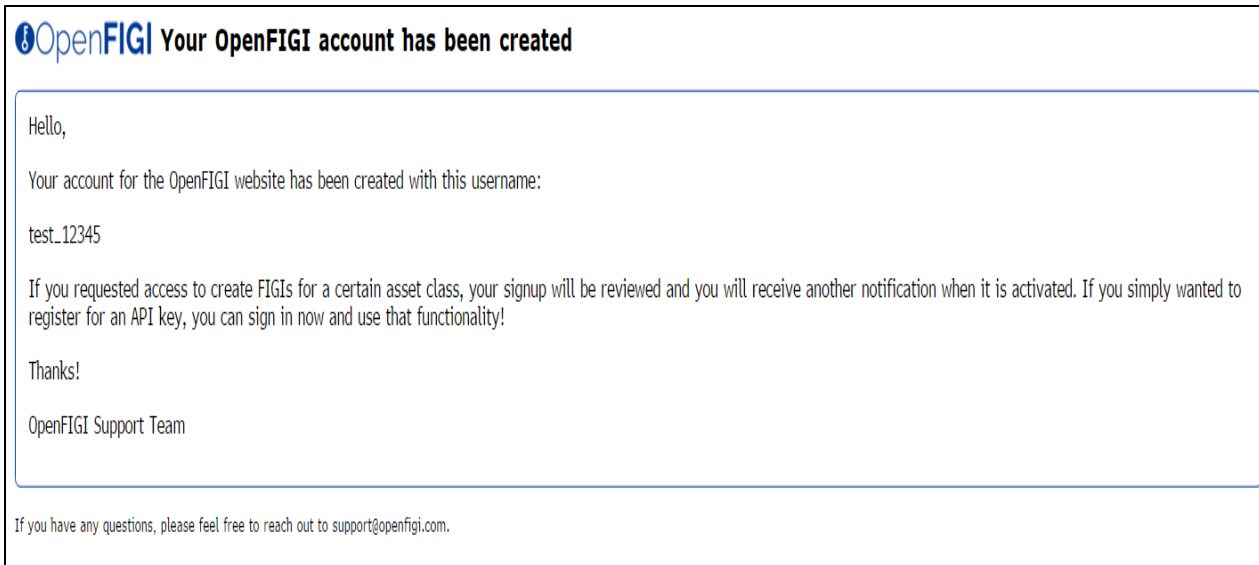 OpenFIGI Your OpenFIGI account has been created
Hello,
Your account for the OpenFIGI website has been created with this username:
test_12345
If you requested access to create FIGIs for a certain asset class, your signup will be reviewed and you will receive another notification when it is activated. If you simply wanted to
register for an API key, you can sign in now and use that functionality!
Thanks!
OpenFIGI Support Team
If you have any questions, please feel free to reach out to support@openfigi.com.